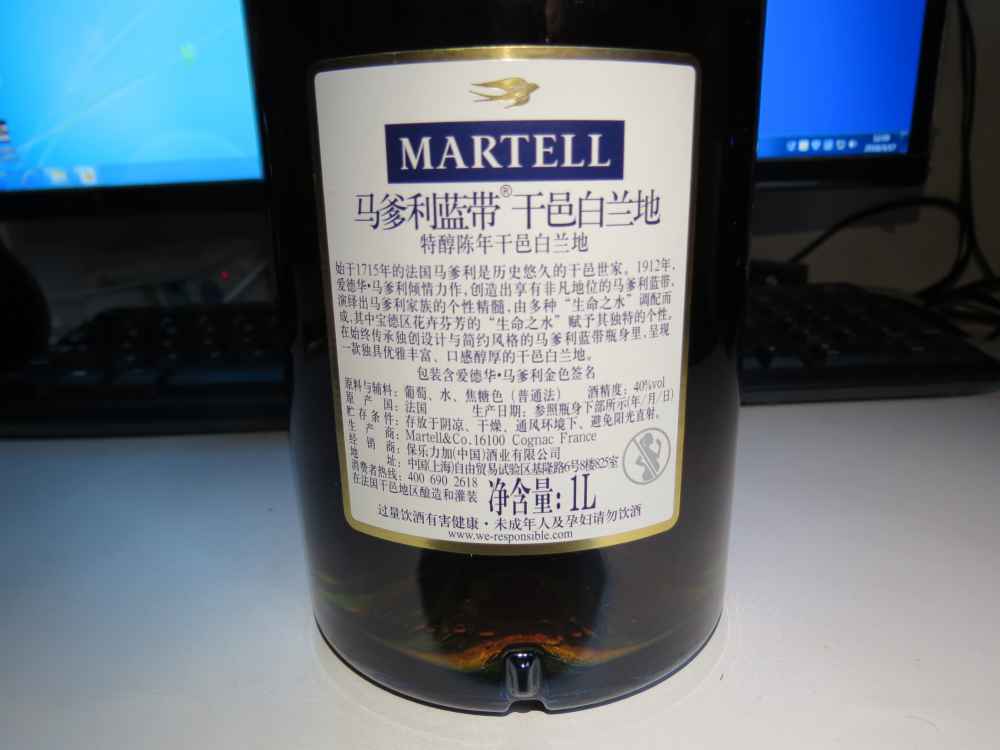 MARTELL
马爹利蓝带®干邑白兰地
特醇陈年干邑白兰地
始于1715年的法国马爹利是历史悠久的干邑世家。1912年,
爱德华·马爹利倾情力作,创造出享有非凡地位的马爹利蓝带,
演绎出马爹利家族的个性精髓,由多种“生命之水”调配而
成,其中宝德区花卉芬芳的“生命之水”赋予其独特的个性。
在始终传承独创设计与简约风格的马爹利蓝带瓶身里,呈现
一款独具优雅丰富、口感醇厚的干邑白兰地。
包装含爱德华·马爹利金色签名
原料与辅料: 葡萄、水、焦糖色(普通法) 酒精度: 40%vol
原产国: 法国 生产日期: 参照瓶身下部所示(年/月/日)
贮存条件: 存放于阴凉、干燥、通风环境下、避免阳光直射。
生产商: Martell&Co.16100 Cognac France
经销商: 保乐力加(中国)酒业有限公司
地址: 中国(上海)自由贸易试验区基隆路6号8楼825室
消费者热线: 400 690 2618
在法国干邑地区酿造和灌装 净含量: 1L
过量饮酒有害健康·未成年人及孕妇请勿饮酒
www.we-responsible.com